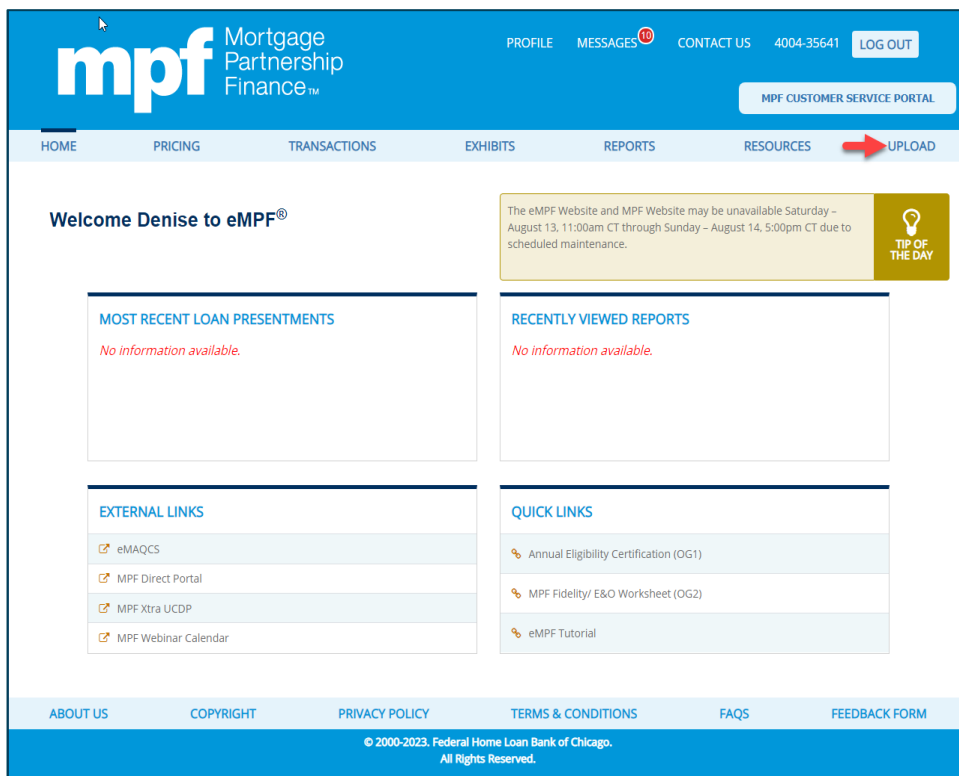 mpf Mortgage
Partnership
Finance™
PROFILE MESSAGES 10 CONTACT US 4004-35641 LOG OUT
MPF CUSTOMER SERVICE PORTAL
HOME PRICING TRANSACTIONS EXHIBITS REPORTS RESOURCES UPLOAD
Welcome Denise to eMPF®
The eMPF Website and MPF Website may be unavailable Saturday –
August 13, 11:00am CT through Sunday – August 14, 5:00pm CT due to
scheduled maintenance.
TIP OF
THE DAY
MOST RECENT LOAN PRESENTMENTS
No information available.
RECENTLY VIEWED REPORTS
No information available.
EXTERNAL LINKS
eMAQCS
MPF Direct Portal
MPF Xtra UCDP
MPF Webinar Calendar
QUICK LINKS
Annual Eligibility Certification (OG1)
MPF Fidelity/ E&O Worksheet (OG2)
eMPF Tutorial
ABOUT US COPYRIGHT PRIVACY POLICY TERMS & CONDITIONS FAQS FEEDBACK FORM
© 2000-2023. Federal Home Loan Bank of Chicago.
All Rights Reserved.